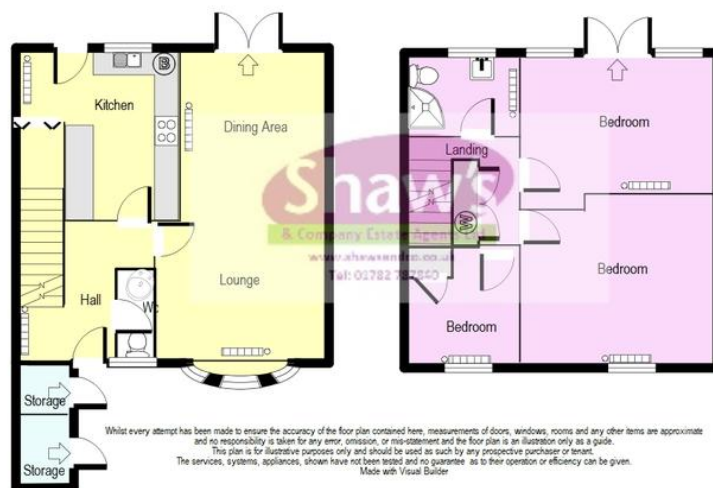 Kitchen
Dining Area
B
Lounge
Hall
Wc
Storage
Storage
Landing
Bedroom
W
Bedroom
Bedroom
Shaw's
& Company Estate Agents Ltd
www.shawsandco.co.uk
Tel: 01782 787840
Whilst every attempt has been made to ensure the accuracy of the floor plan contained here, measurements of doors, windows, rooms and any other items are approximate
and no responsibility is taken for any error, omission, or mis-statement and the floor plan is an illustration only as a guide.
This plan is for illustrative purposes only and should be used as such by any prospective purchaser or tenant.
The services, systems, appliances, shown have not been tested and no guarantee as to their operation or efficiency can be given.
Made with Visual Builder